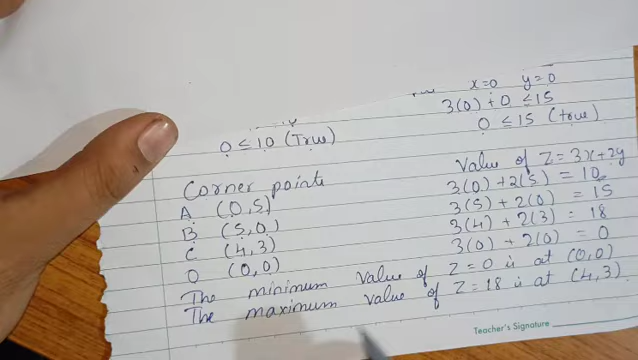 x=0 y=0
3(0)+0 ≤15
0 ≤ 10 (True)
0 ≤ 15 (true)
Corner points Value of Z=3x+2y
A (0,5) 3(0)+2(5) = 10
B (5,0) 3(5)+2(0) = 15
C (4,3) 3(4)+2(3) = 18
O (0,0) 3(0)+2(0) = 0
The minimum value of Z=0 is at (0,0)
The maximum value of Z=18 is at (4,3)
Teacher's Signature